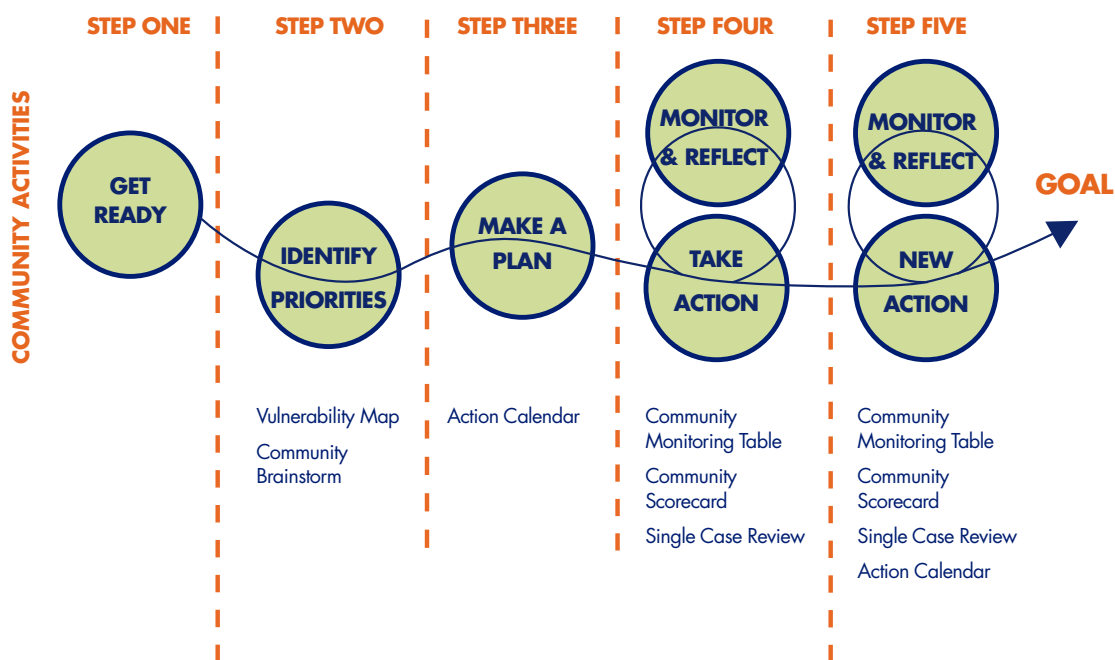 STEP ONE
STEP TWO
STEP THREE
STEP FOUR
STEP FIVE
COMMUNITY ACTIVITIES
GET
READY
IDENTIFY
PRIORITIES
MAKE A
PLAN
MONITOR
& REFLECT
TAKE
ACTION
MONITOR
& REFLECT
NEW
ACTION
GOAL
Vulnerability Map
Community
Brainstorm
Action Calendar
Community
Monitoring Table
Community
Scorecard
Single Case Review
Community
Monitoring Table
Community
Scorecard
Single Case Review
Action Calendar